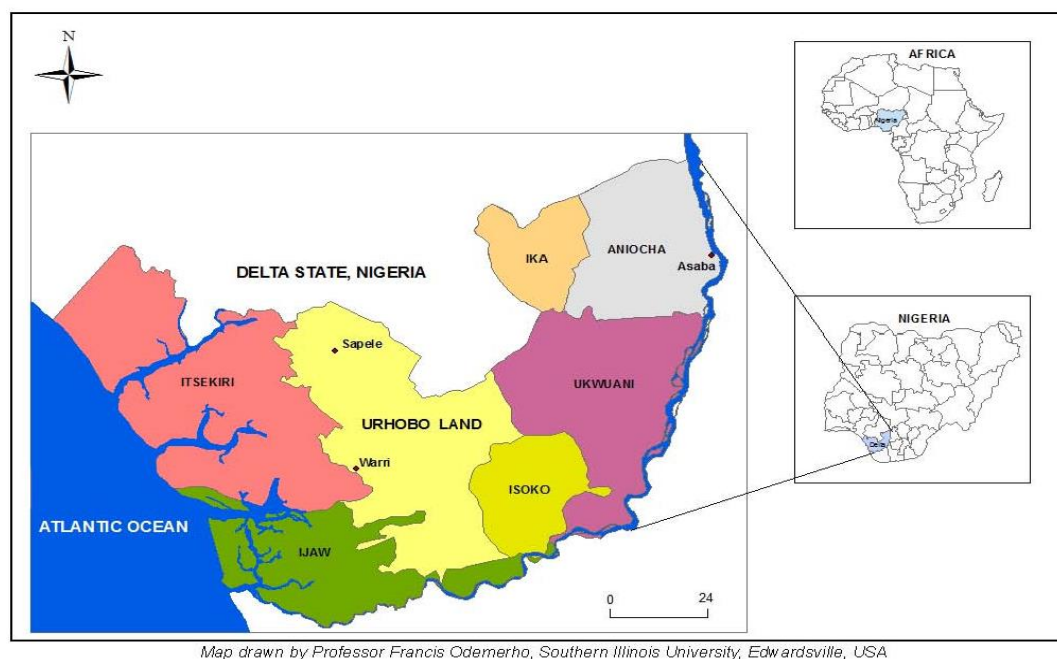 N
AFRICA
Nigeria
DELTA STATE, NIGERIA
IKA
ANIOCHA
Asaba
NIGERIA
Sapele
ITSEKIRI
UKWUANI
URHOBO LAND
Warri
Delta
ISOKO
ATLANTIC OCEAN
IJAW
0 24
Map drawn by Professor Francis Odemerho, Southern Illinois University, Edwardsville, USA